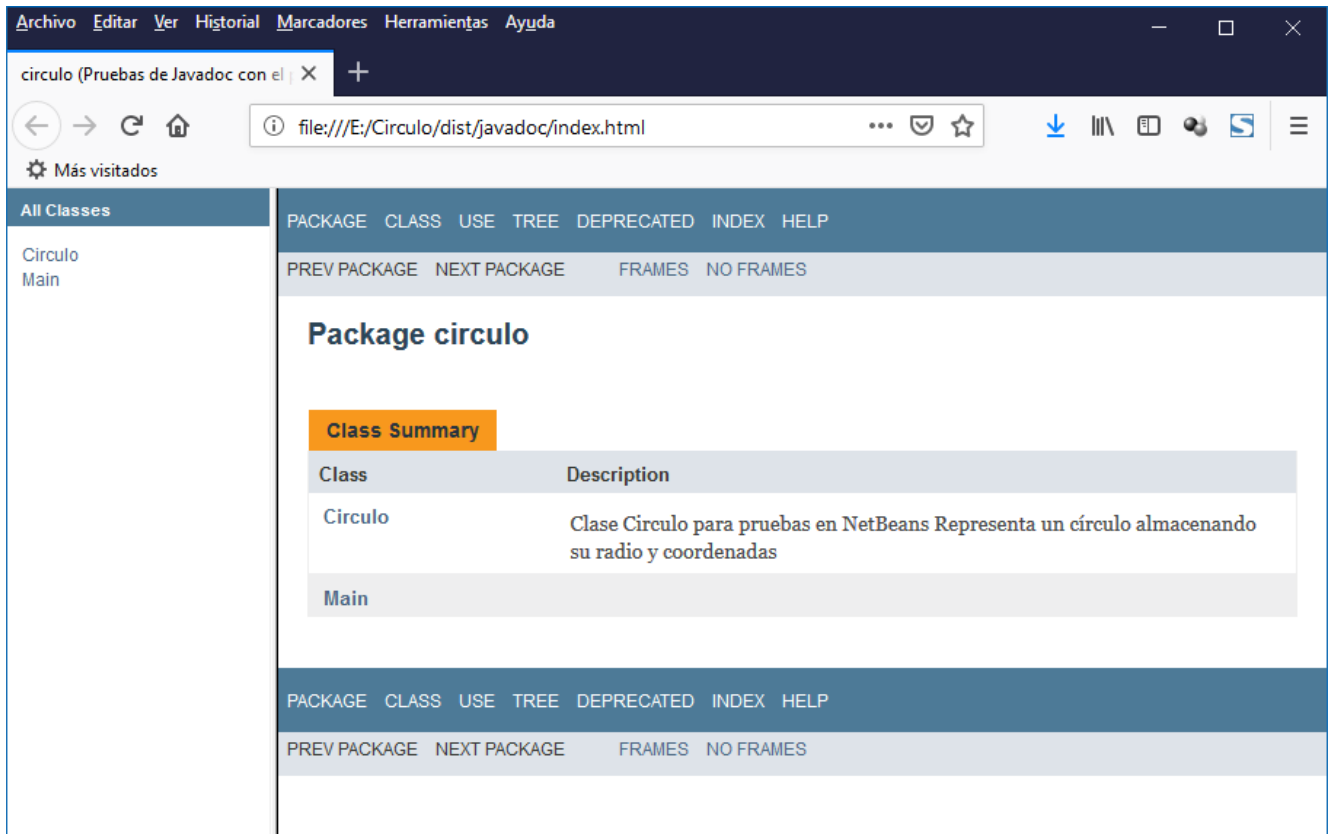 Archivo Editar Ver Historial Marcadores Herramientas Ayuda
circulo (Pruebas de Javadoc con el
file:///E:/Circulo/dist/javadoc/index.html
Más visitados
All Classes
Circulo
Main
PACKAGE CLASS USE TREE DEPRECATED INDEX HELP
PREV PACKAGE NEXT PACKAGE FRAMES NO FRAMES
Package circulo
Class Summary
Class Description
Circulo Clase Circulo para pruebas en NetBeans Representa un círculo almacenando
su radio y coordenadas
Main
PACKAGE CLASS USE TREE DEPRECATED INDEX HELP
PREV PACKAGE NEXT PACKAGE FRAMES NO FRAMES